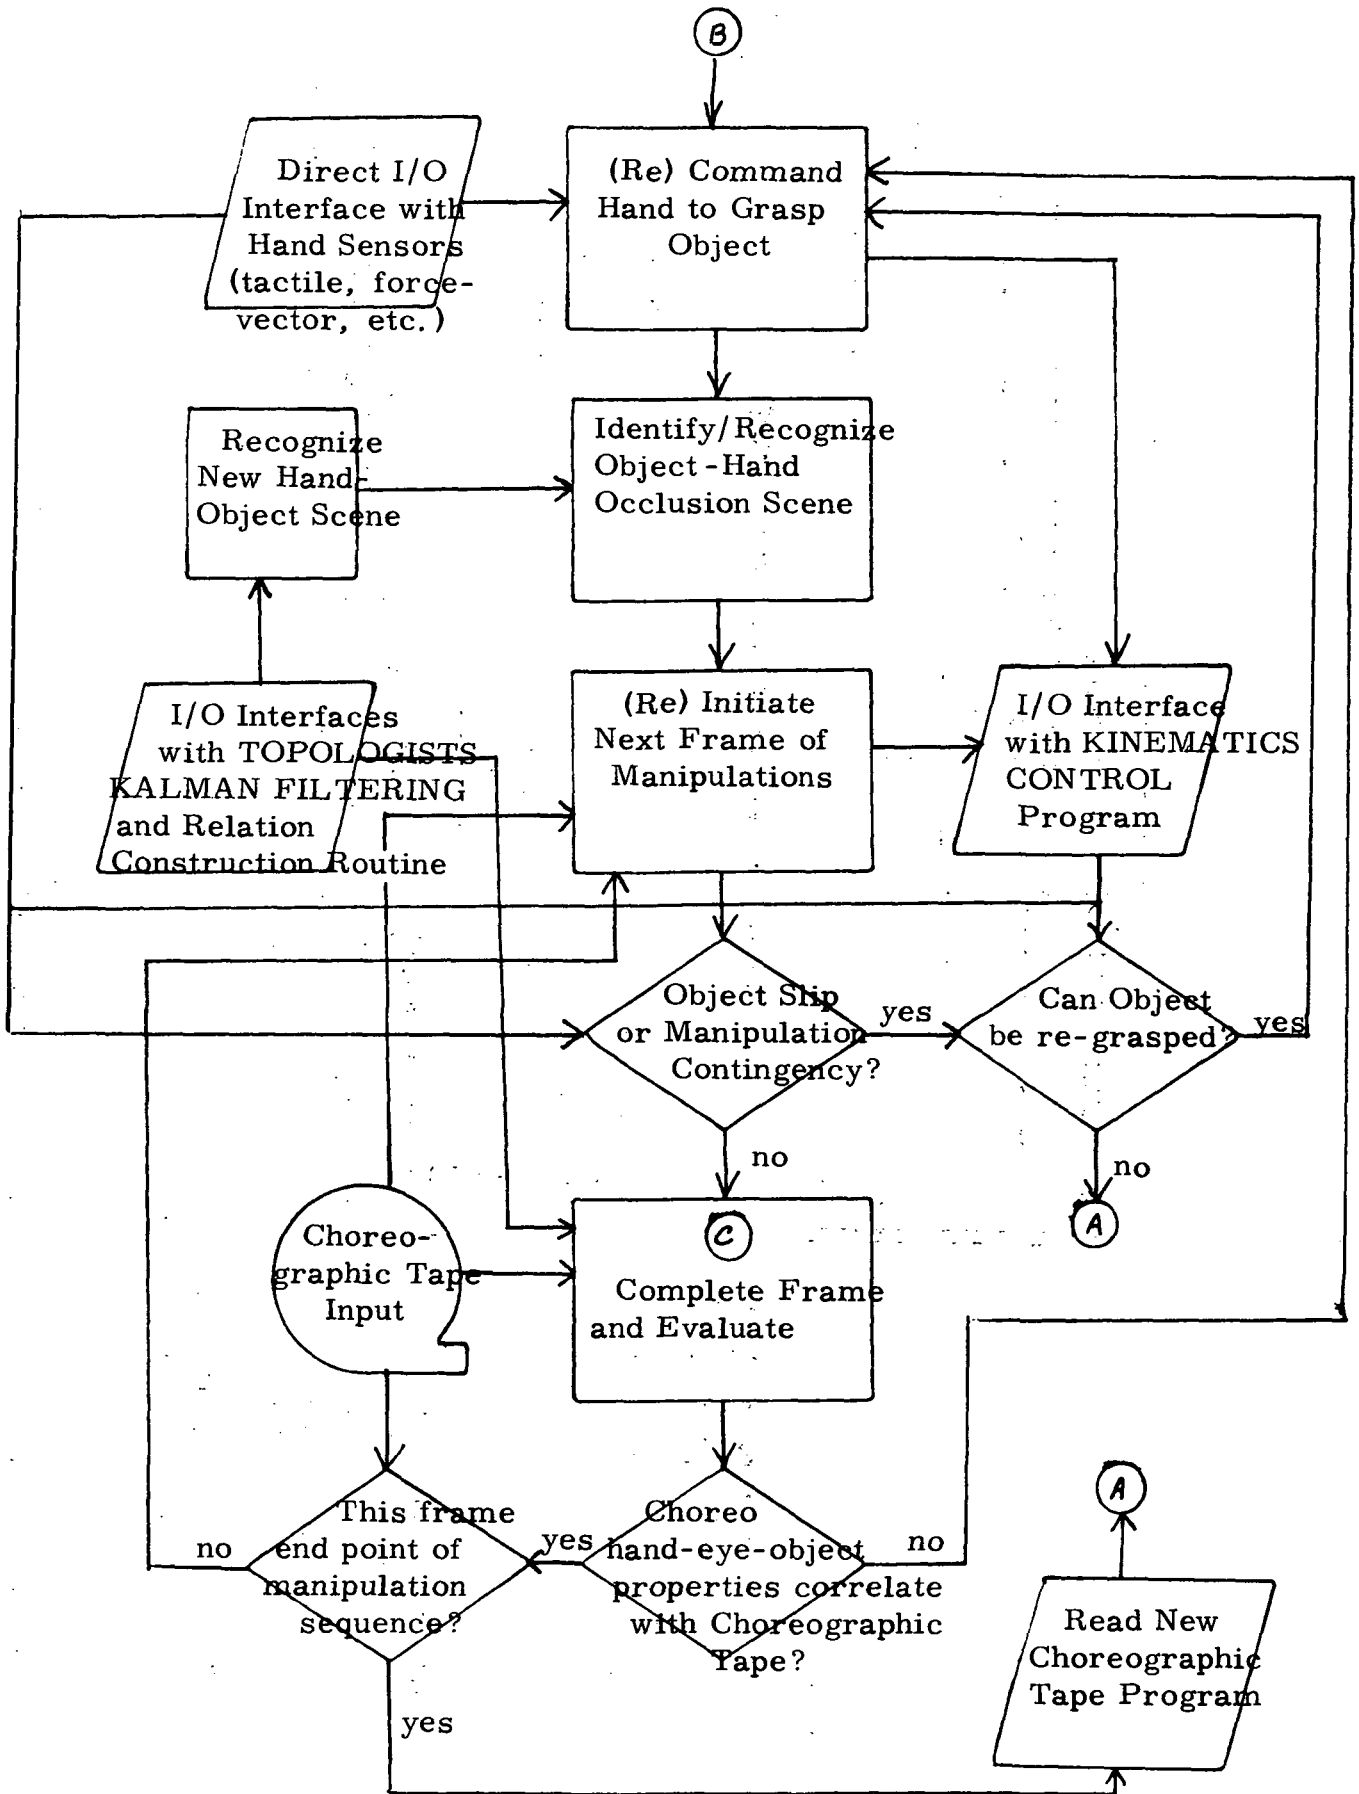 B
Direct I/O
Interface with
Hand Sensors
(tactile, force-
vector, etc.)
(Re) Command
Hand to Grasp
Object
Recognize
New Hand-
Object Scene
Identify/Recognize
Object-Hand
Occlusion Scene
I/O Interfaces
with TOPOLOGISTS
KALMAN FILTERING
and Relation
Construction Routine
(Re) Initiate
Next Frame of
Manipulations
I/O Interface
with KINEMATICS
CONTROL
Program
Object Slip
or Manipulation
Contingency?
yes
Can Object
be re-grasped?
yes
no
no
A
Choreo-
graphic Tape
Input
C
Complete Frame
and Evaluate
no
This frame
end point of
manipulation
sequence?
yes
Choreo
hand-eye-object
properties correlate
with Choreographic
Tape?
no
A
Read New
Choreographic
Tape Program
yes